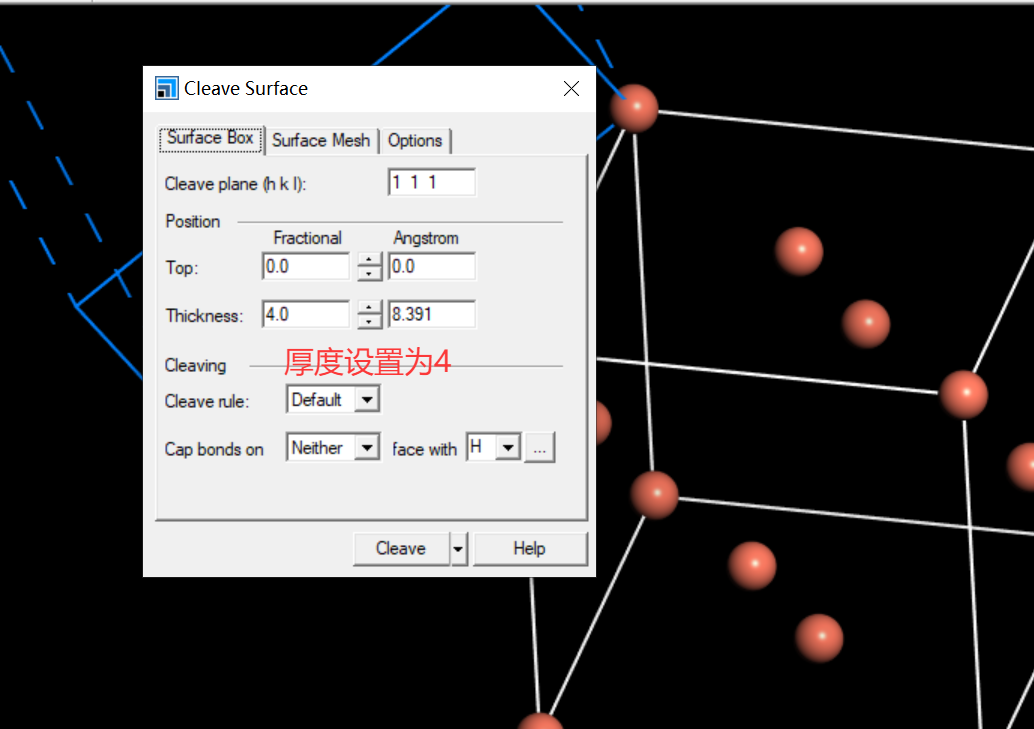 Cleave Surface
Surface Box Surface Mesh Options
Cleave plane (h k l): 1 1 1
Position
Fractional Angstrom
Top: 0.0 0.0
Thickness: 4.0 8.391
厚度设置为4
Cleaving
Cleave rule: Default
Cap bonds on Neither face with H ...
Cleave Help